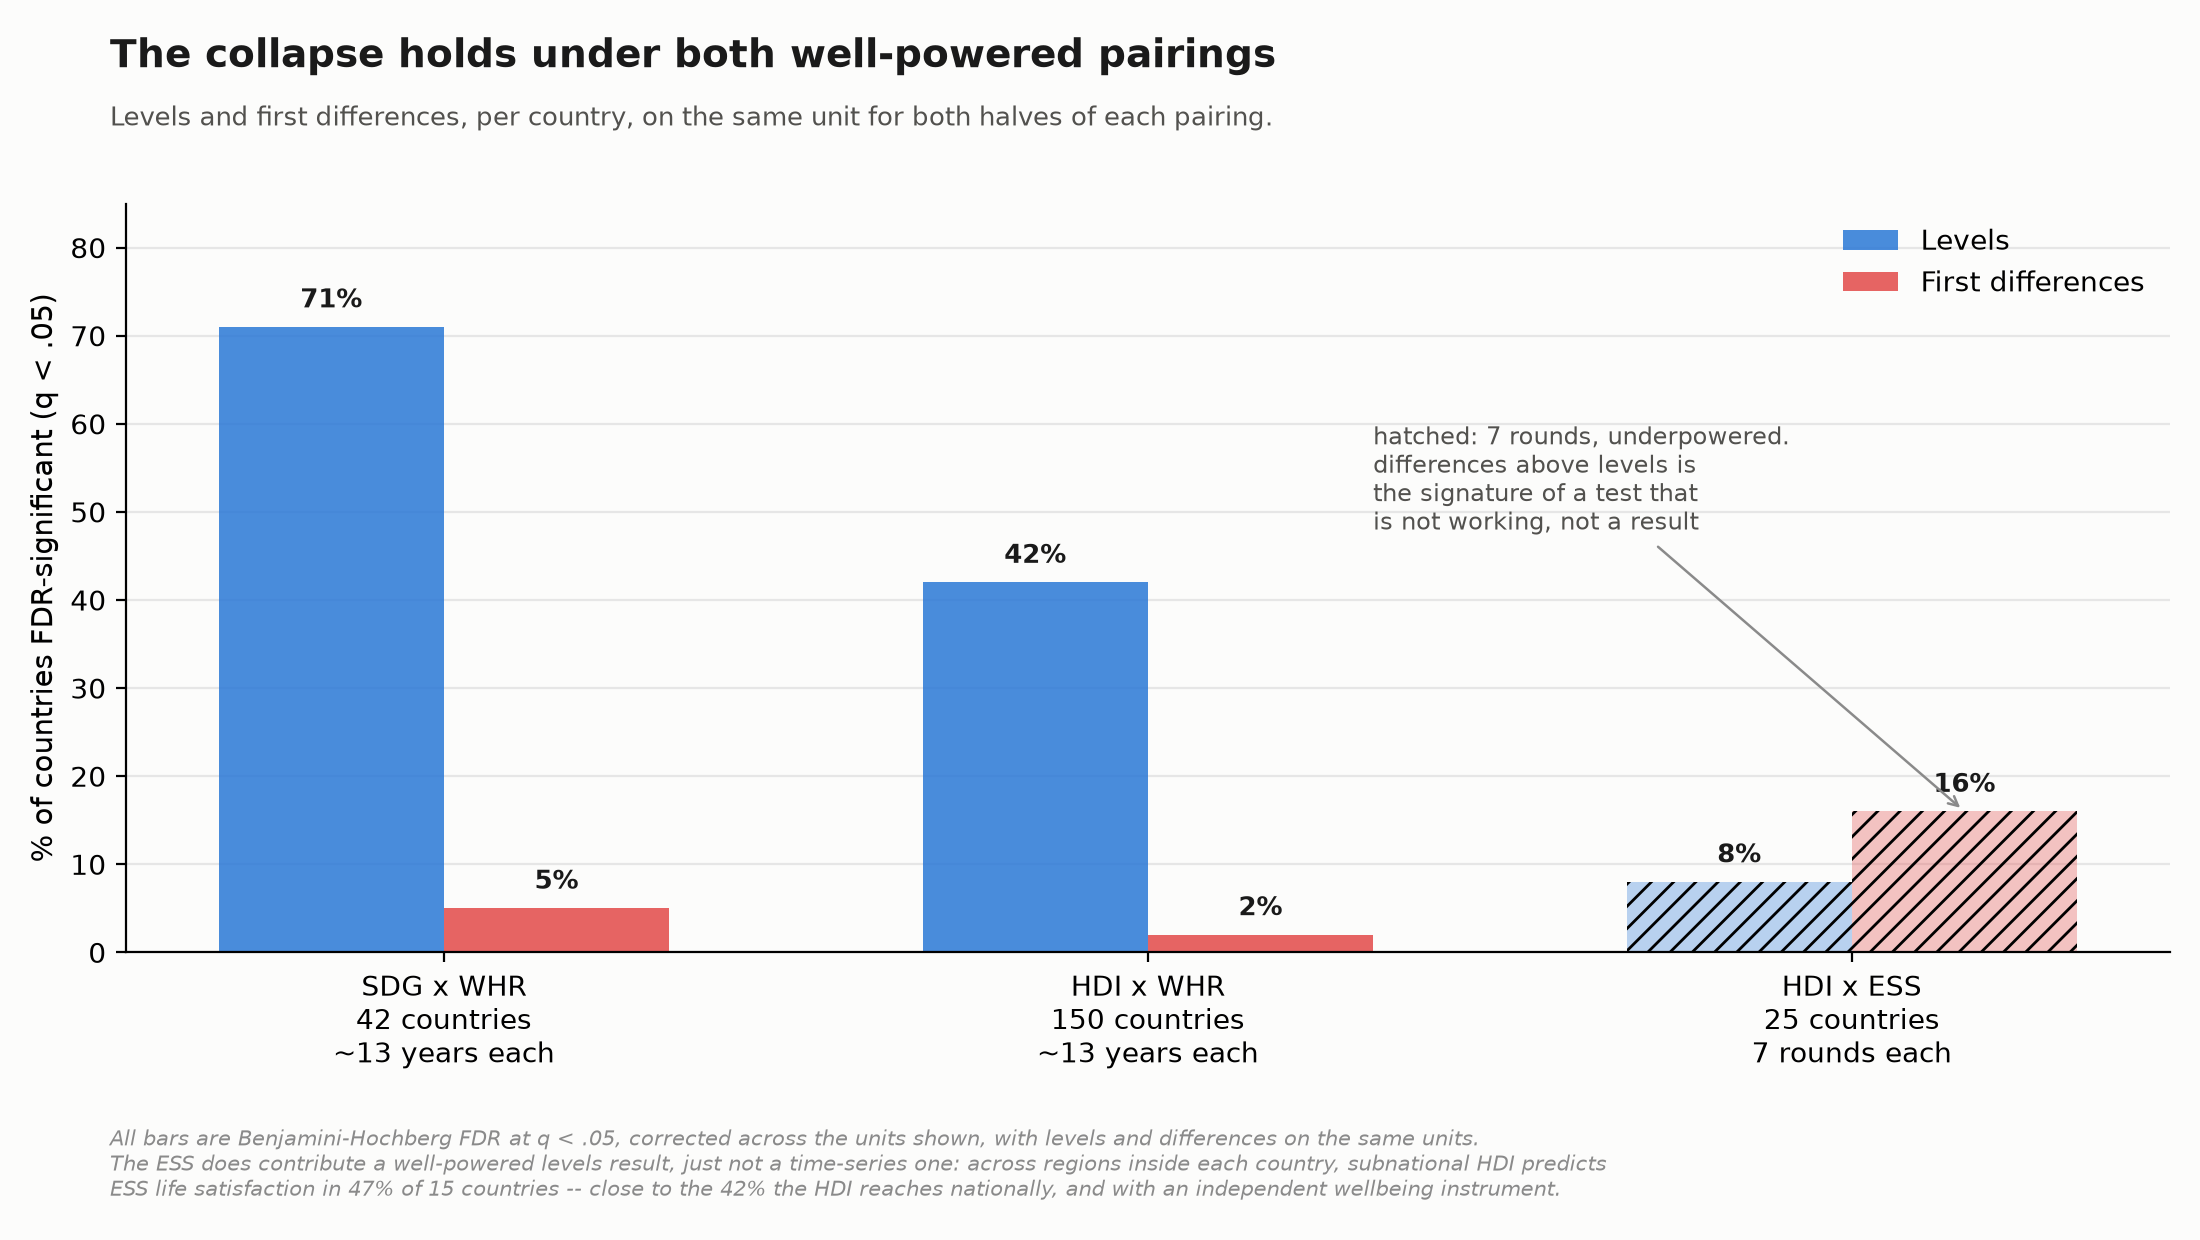 The collapse holds under both well-powered pairings
Levels and first differences, per country, on the same unit for both halves of each pairing.
% of countries FDR-significant (q < .05)
80
70
60
50
40
30
20
10
0
Levels
First differences
71%
5%
42%
2%
8%
16%
hatched: 7 rounds, underpowered.
differences above levels is
the signature of a test that
is not working, not a result
SDG x WHR
42 countries
~13 years each
HDI x WHR
150 countries
~13 years each
HDI x ESS
25 countries
7 rounds each
All bars are Benjamini-Hochberg FDR at q < .05, corrected across the units shown, with levels and differences on the same units.
The ESS does contribute a well-powered levels result, just not a time-series one: across regions inside each country, subnational HDI predicts
ESS life satisfaction in 47% of 15 countries -- close to the 42% the HDI reaches nationally, and with an independent wellbeing instrument.